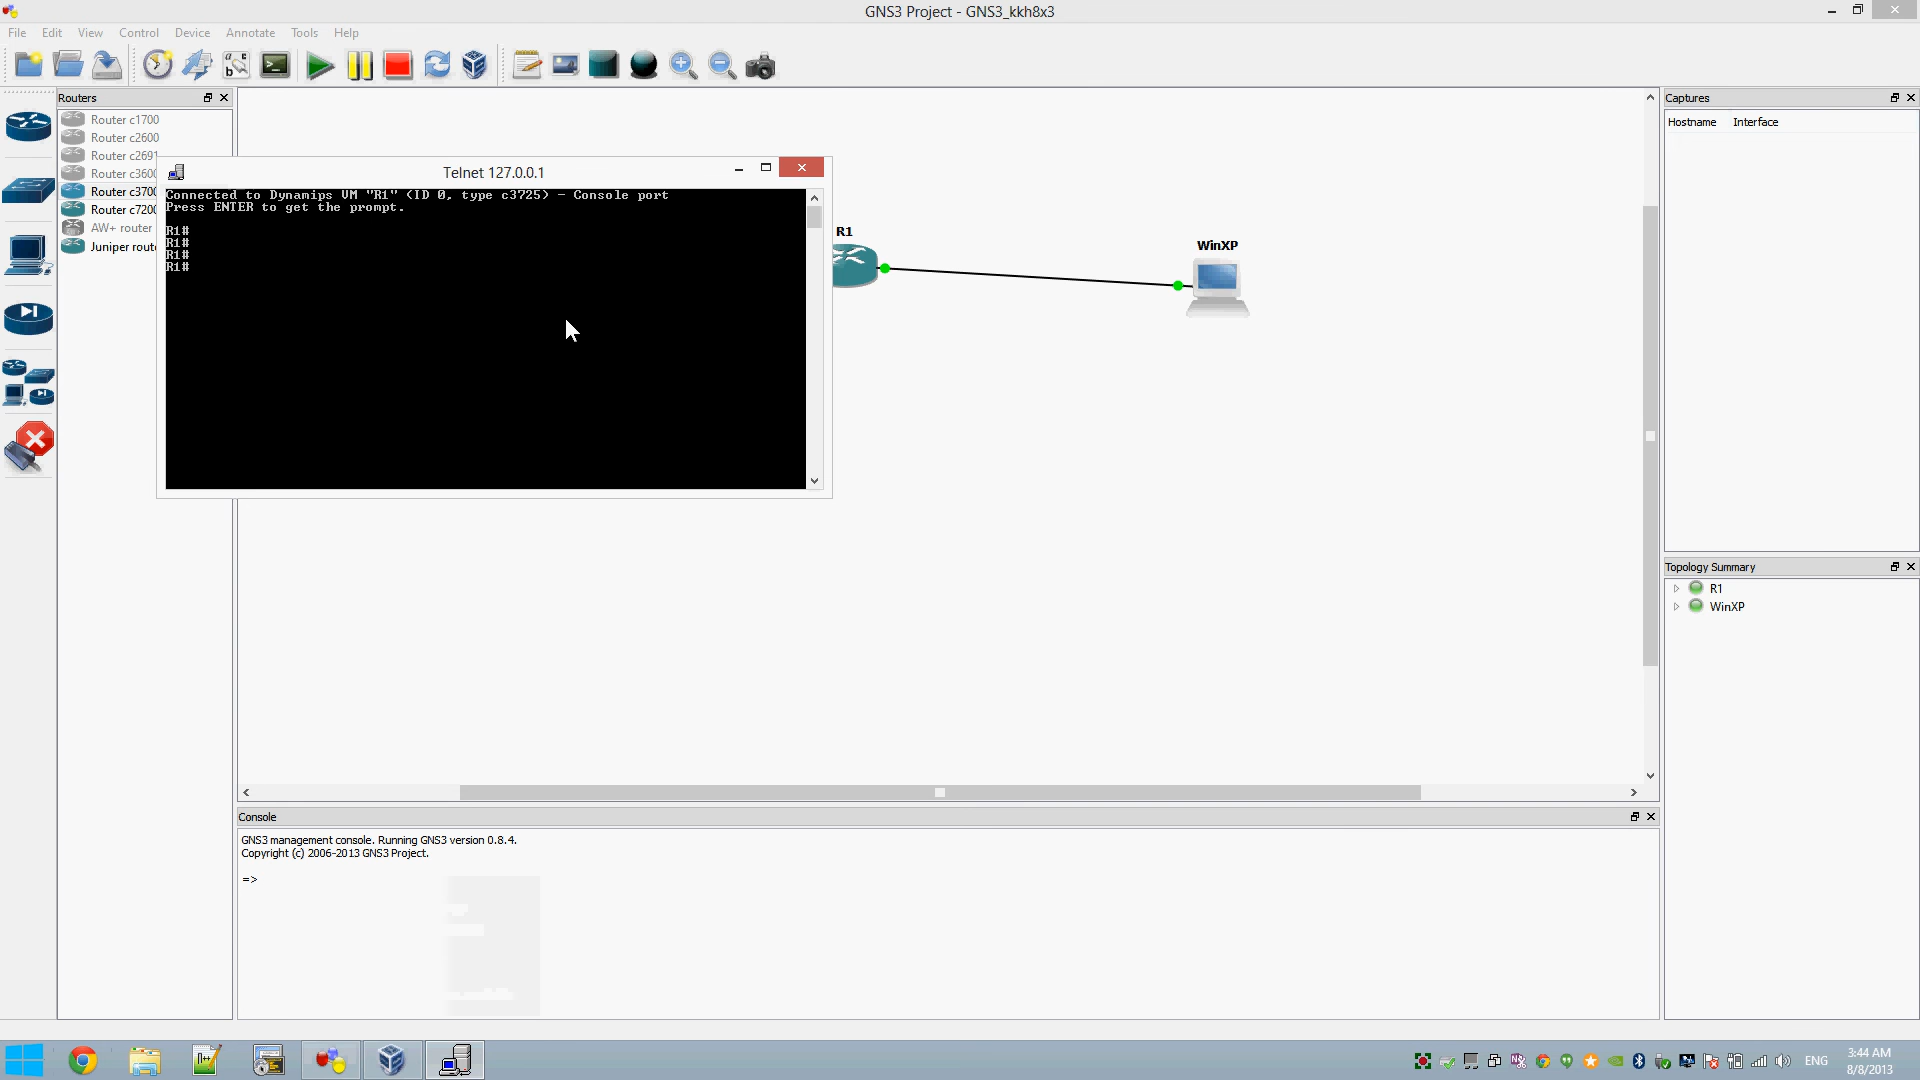 GNS3 Project - GNS3_kkh8x3
File Edit View Control Device Annotate Tools Help
Routers
Router c1700
Router c2600
Router c2691
Router c3600
Router c3700
Router c7200
AW+ router
Juniper route
Telnet 127.0.0.1
Connected to Dynamips VM "R1" (ID 0, type c3725) - Console port
Press ENTER to get the prompt.
R1#
R1#
R1#
R1#
R1
WinXP
Captures
Hostname Interface
Topology Summary
R1
WinXP
Console
GNS3 management console. Running GNS3 version 0.8.4.
Copyright (c) 2006-2013 GNS3 Project.
=>
ENG
3:44 AM
8/8/2013